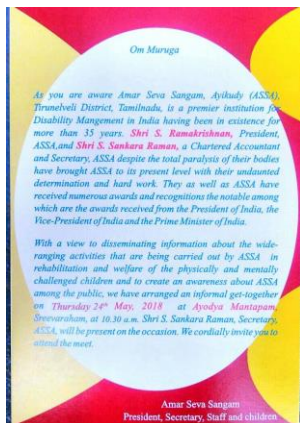 Om Muruga
As you are aware Amar Seva Sangam, Ayikudy (ASSA),
Tirunelveli District, Tamilnadu, is a premier institution for
Disability Mangement in India having been in existence for
more than 35 years. Shri S. Ramakrishnan, President,
ASSA,and Shri S. Sankara Raman, a Chartered Accountant
and Secretary, ASSA despite the total paralysis of their bodies
have brought ASSA to its present level with their undaunted
determination and hard work. They as well as ASSA have
received numerous awards and recognitions the notable among
which are the awards received from the President of India, the
Vice-President of India and the Prime Minister of India.
With a view to disseminating information about the wide-
ranging activities that are being carried out by ASSA in
rehabilitation and welfare of the physically and mentally
challenged children and to create an awareness about ASSA
among the public, we have arranged an informal get-together
on Thursday 24th May, 2018 at Ayodya Mantapam,
Sreevaraham, at 10.30 a.m. Shri S. Sankara Raman, Secretary,
ASSA, will be present on the occasion. We cordially invite you to
attend the meet.
Amar Seva Sangam
President, Secretary, Staff and children